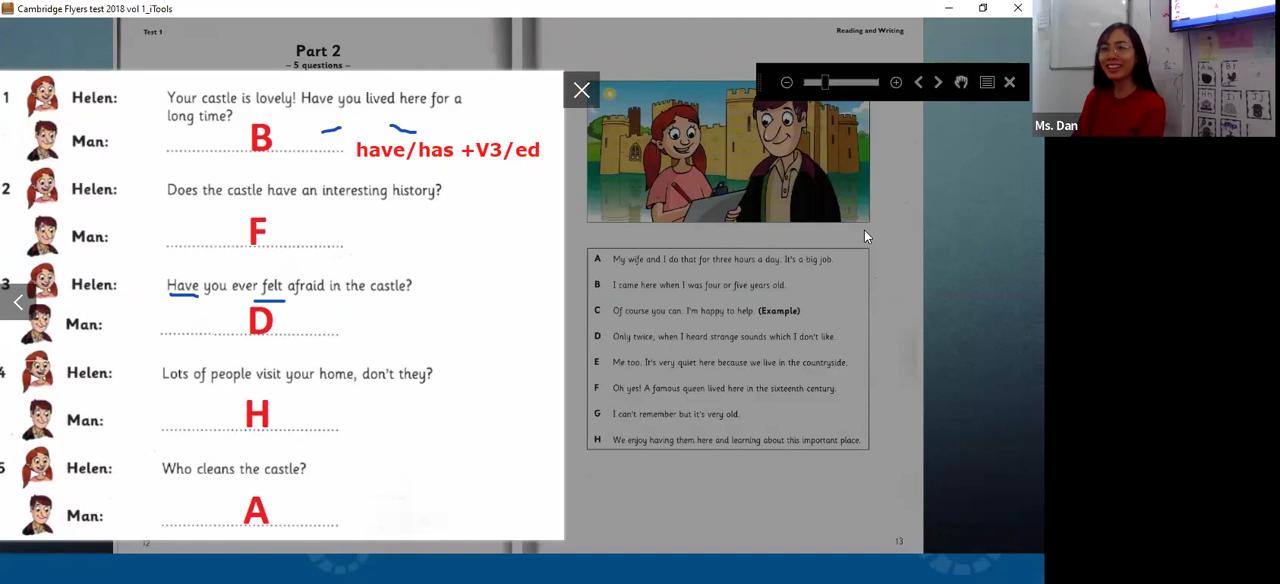 Cambridge Flyers test 2018 vol 1_iTools
Test 1
Part 2
– 5 questions –
1 Helen: Your castle is lovely! Have you lived here for a
long time?
Man: B
have/has +V3/ed
2 Helen: Does the castle have an interesting history?
Man: F
3 Helen: Have you ever felt afraid in the castle?
Man: D
4 Helen: Lots of people visit your home, don't they?
Man: H
5 Helen: Who cleans the castle?
Man: A
12
Reading and Writing
A My wife and I do that for three hours a day. It's a big job.
B I came here when I was four or five years old.
C Of course you can. I'm happy to help. (Example)
D Only twice, when I heard strange sounds which I don't like.
E Me too. It's very quiet here because we live in the countryside.
F Oh yes! A famous queen lived here in the sixteenth century.
G I can't remember but it's very old.
H We enjoy having them here and learning about this important place.
13
Ms. Dan